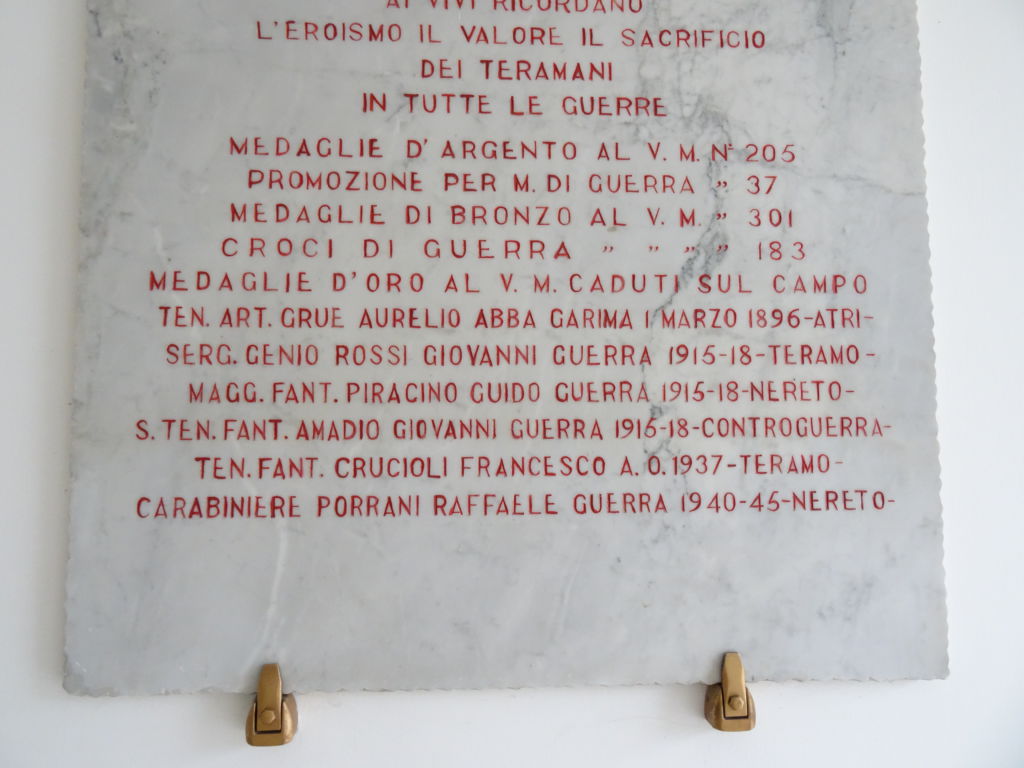 AI VIVI RICORDANO
L'EROISMO IL VALORE IL SACRIFICIO
DEI TERAMANI
IN TUTTE LE GUERRE
MEDAGLIE D'ARGENTO AL V. M. N° 205
PROMOZIONE PER M. DI GUERRA " 37
MEDAGLIE DI BRONZO AL V. M. " 301
CROCI DI GUERRA " " " " 183
MEDAGLIE D'ORO AL V. M. CADUTI SUL CAMPO
TEN. ART. GRUE AURELIO ABBA GARIMA 1 MARZO 1896-ATRI-
SERG. GENIO ROSSI GIOVANNI GUERRA 1915-18-TERAMO-
MAGG. FANT. PIRACINO GUIDO GUERRA 1915-18-NERETO-
S. TEN. FANT. AMADIO GIOVANNI GUERRA 1915-18-CONTROGUERRA-
TEN. FANT. CRUCIOLI FRANCESCO A. O. 1937-TERAMO-
CARABINIERE PORRANI RAFFAELE GUERRA 1940-45-NERETO-